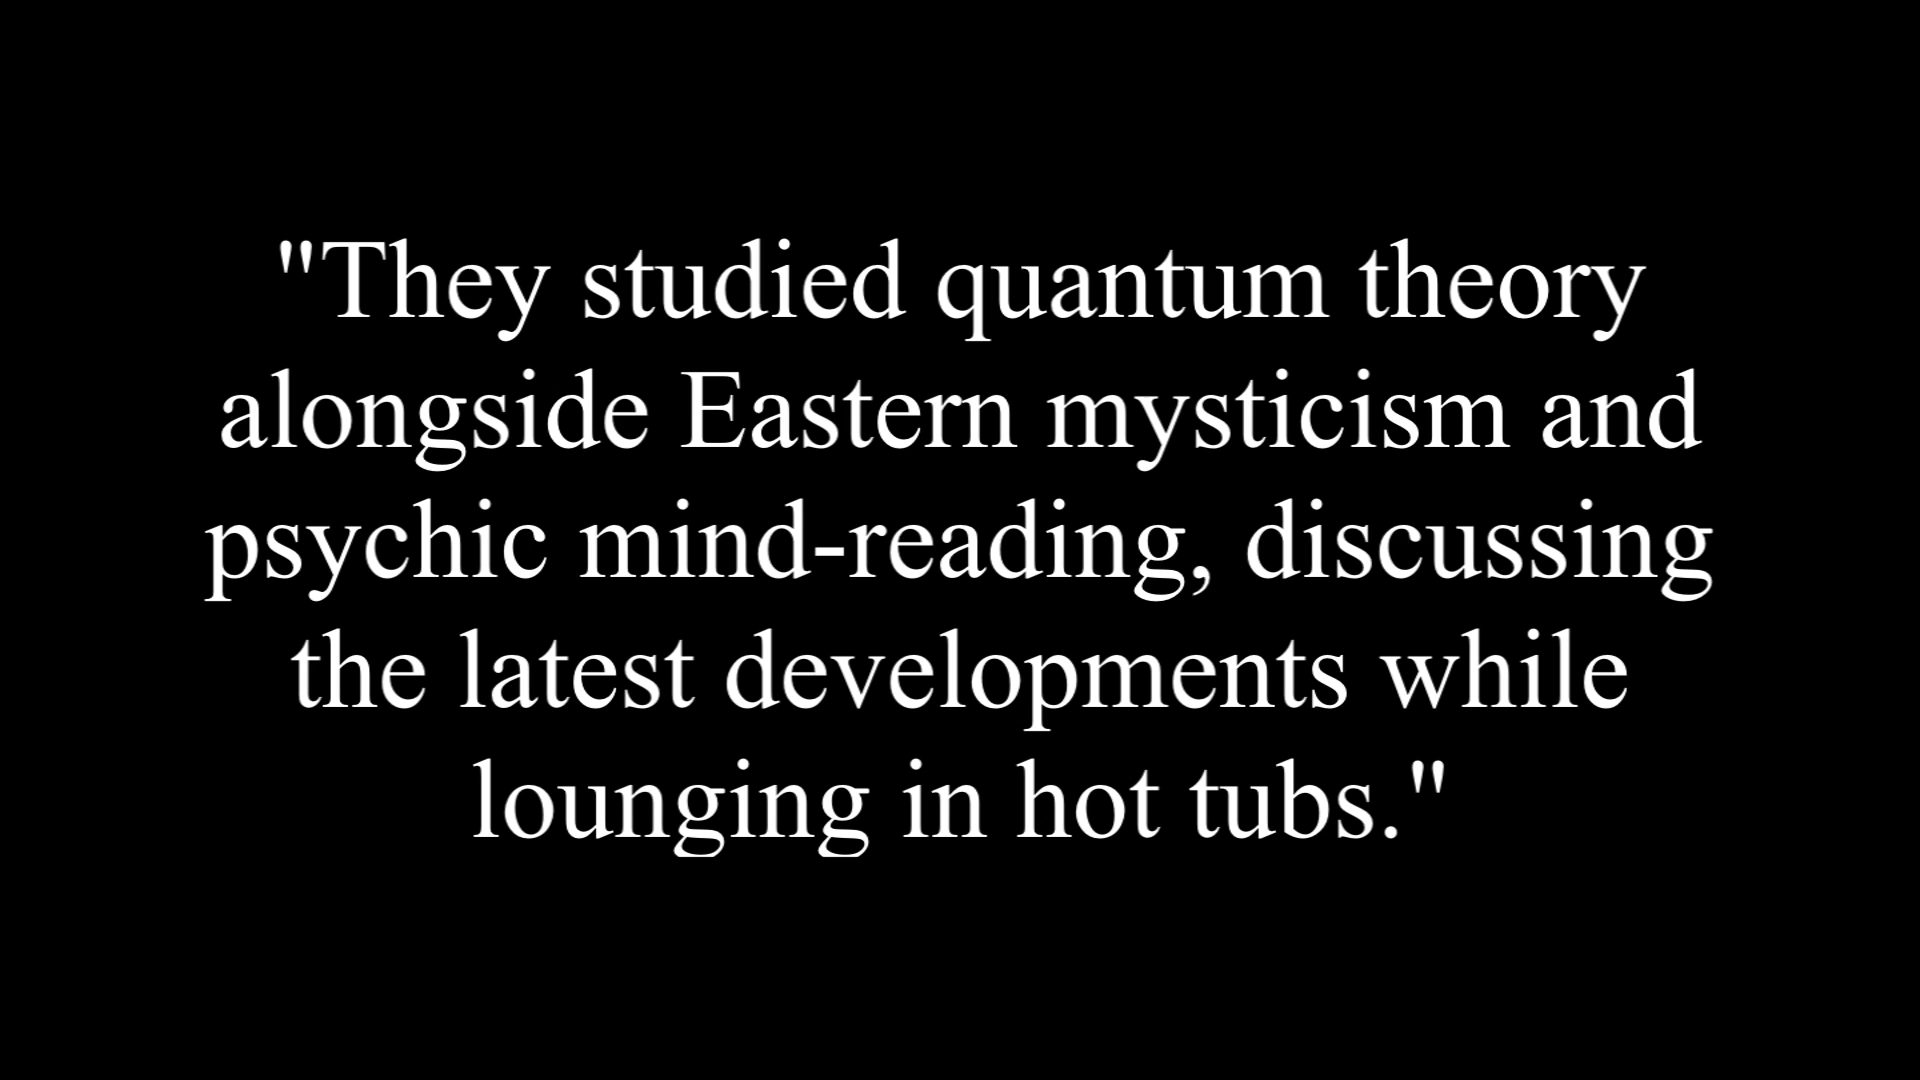 "They studied quantum theory
alongside Eastern mysticism and
psychic mind-reading, discussing
the latest developments while
lounging in hot tubs."